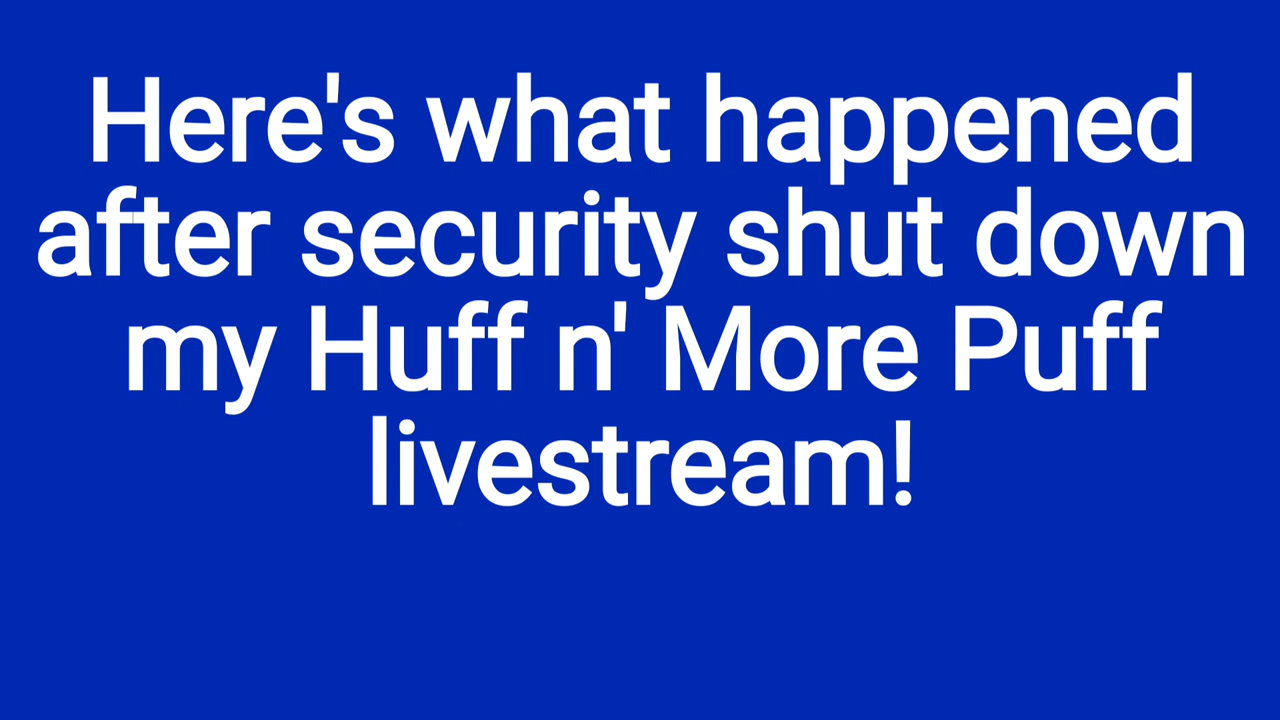 Here's what happened
after security shut down
my Huff n' More Puff
livestream!